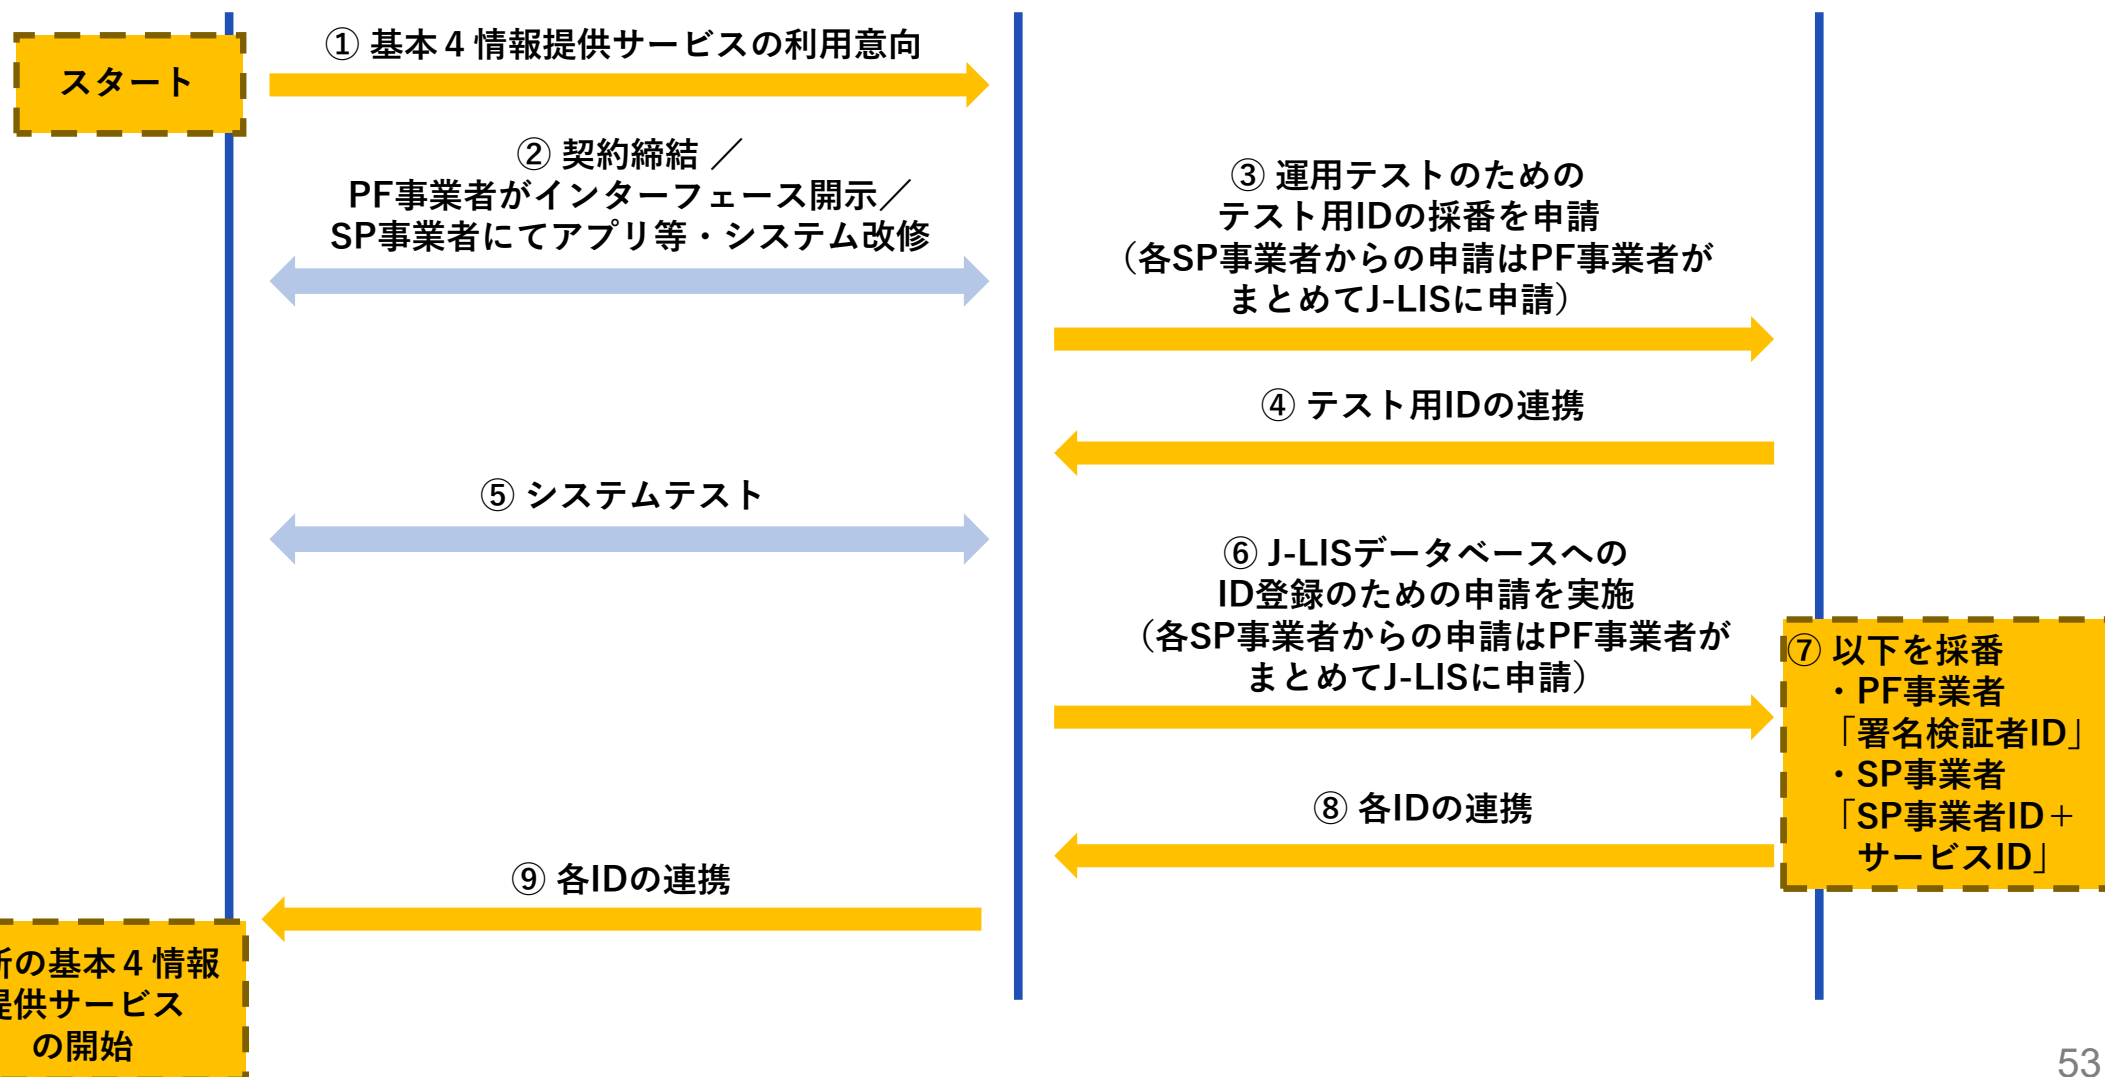 スタート
① 基本４情報提供サービスの利用意向
② 契約締結 ／
PF事業者がインターフェース開示／
SP事業者にてアプリ等・システム改修
③ 運用テストのための
テスト用IDの採番を申請
（各SP事業者からの申請はPF事業者が
まとめてJ-LISに申請）
④ テスト用IDの連携
⑤ システムテスト
⑥ J-LISデータベースへの
ID登録のための申請を実施
（各SP事業者からの申請はPF事業者が
まとめてJ-LISに申請）
⑦ 以下を採番
・PF事業者
「署名検証者ID」
・SP事業者
「SP事業者ID＋
サービスID」
⑧ 各IDの連携
⑨ 各IDの連携
新の基本４情報
提供サービス
の開始
53